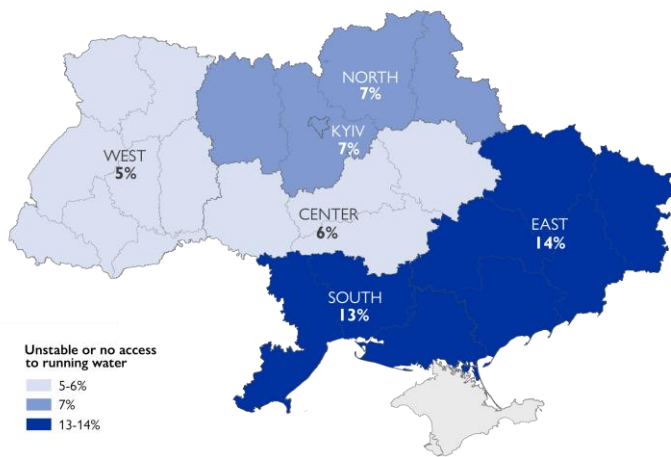 NORTH
7%
KYIV
7%
WEST
5%
CENTER
6%
EAST
14%
SOUTH
13%
Unstable or no access
to running water
5-6%
7%
13-14%